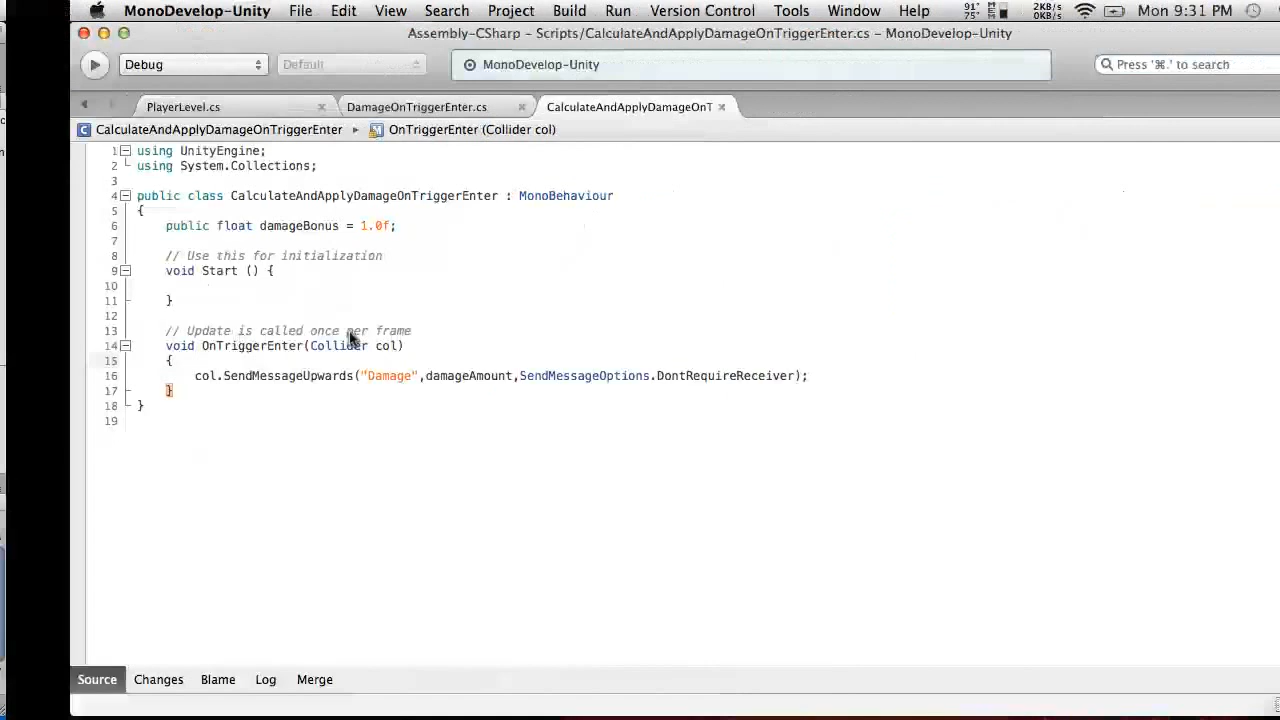 MonoDevelop-Unity File Edit View Search Project Build Run Version Control Tools Window Help 91° 75° 2KB/s 0KB/s Mon 9:31 PM
Assembly-CSharp – Scripts/CalculateAndApplyDamageOnTriggerEnter.cs – MonoDevelop-Unity
Debug Default MonoDevelop-Unity Press '⌘.' to search
PlayerLevel.cs DamageOnTriggerEnter.cs CalculateAndApplyDamageOnT
CalculateAndApplyDamageOnTriggerEnter OnTriggerEnter (Collider col)
1 using UnityEngine;
2 using System.Collections;
3
4 public class CalculateAndApplyDamageOnTriggerEnter : MonoBehaviour
5 {
6 public float damageBonus = 1.0f;
7
8 // Use this for initialization
9 void Start () {
10
11 }
12
13 // Update is called once per frame
14 void OnTriggerEnter(Collider col)
15 {
16 col.SendMessageUpwards("Damage",damageAmount,SendMessageOptions.DontRequireReceiver);
17 }
18 }
19
Source Changes Blame Log Merge